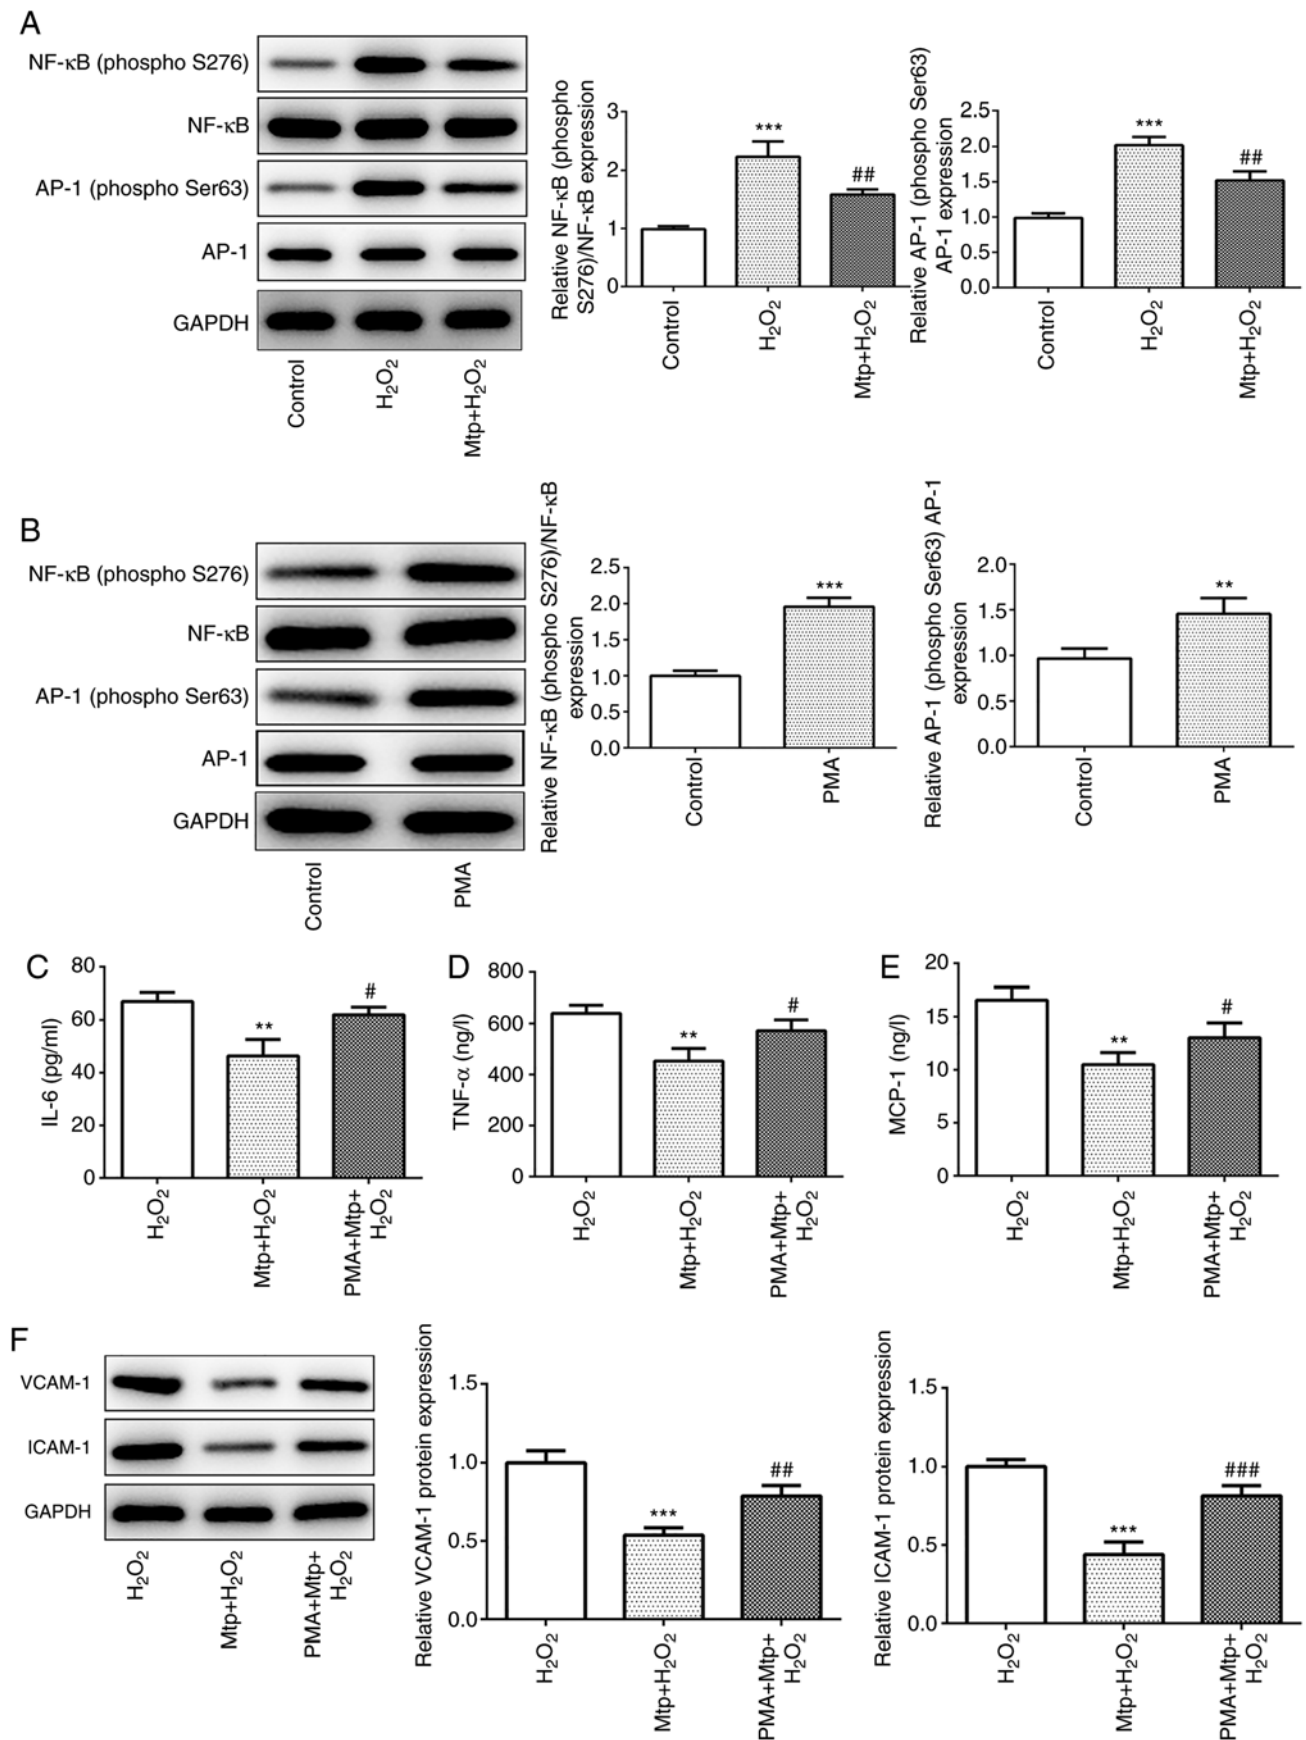 A
NF-κB (phospho S276)
NF-κB
AP-1 (phospho Ser63)
AP-1
GAPDH
Control
H2O2
Mtp+H2O2
Relative NF-κB (phospho
S276)/NF-κB expression
3
2
1
0
***
##
Control
H2O2
Mtp+H2O2
Relative AP-1 (phospho Ser63)
AP-1 expression
2.5
2.0
1.5
1.0
0.5
0.0
***
##
Control
H2O2
Mtp+H2O2
B
NF-κB (phospho S276)
NF-κB
AP-1 (phospho Ser63)
AP-1
GAPDH
Control
PMA
Relative NF-κB (phospho S276)/NF-κB
expression
2.5
2.0
1.5
1.0
0.5
0.0
***
Control
PMA
Relative AP-1 (phospho Ser63) AP-1
expression
2.0
1.5
1.0
0.5
0.0
**
Control
PMA
C
IL-6 (pg/ml)
80
60
40
20
0
**
#
H2O2
Mtp+H2O2
PMA+Mtp+
H2O2
D
TNF-α (ng/l)
800
600
400
200
0
**
#
H2O2
Mtp+H2O2
PMA+Mtp+
H2O2
E
MCP-1 (ng/l)
20
15
10
5
0
**
#
H2O2
Mtp+H2O2
PMA+Mtp+
H2O2
F
VCAM-1
ICAM-1
GAPDH
H2O2
Mtp+H2O2
PMA+Mtp+
H2O2
Relative VCAM-1 protein expression
1.5
1.0
0.5
0.0
***
##
H2O2
Mtp+H2O2
PMA+Mtp+
H2O2
Relative ICAM-1 protein expression
1.5
1.0
0.5
0.0
***
###
H2O2
Mtp+H2O2
PMA+Mtp+
H2O2